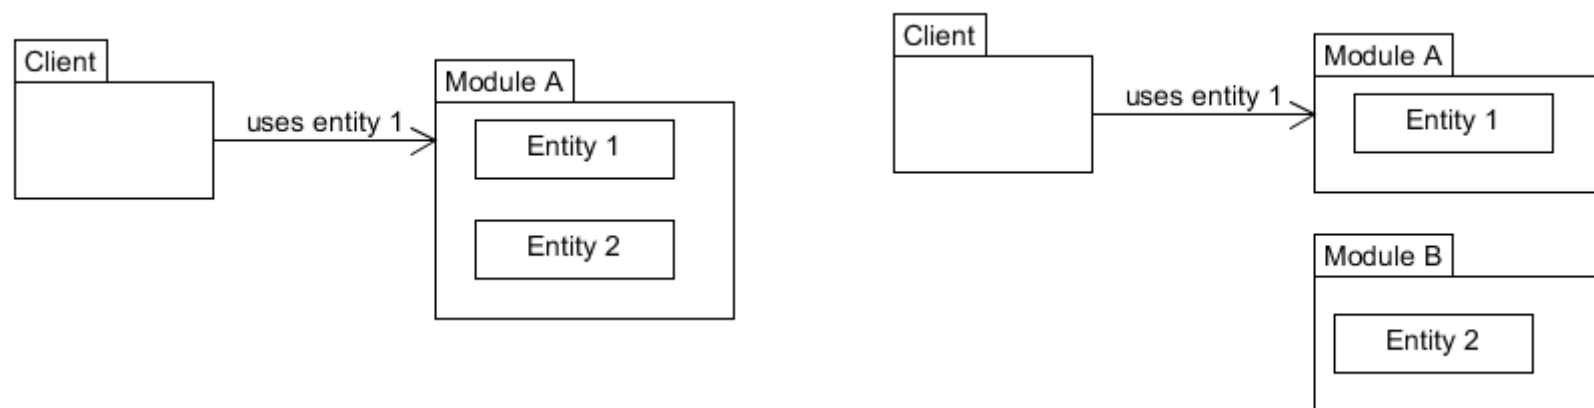 Client
uses entity 1
Module A
Entity 1
Entity 2
Client
uses entity 1
Module A
Entity 1
Module B
Entity 2